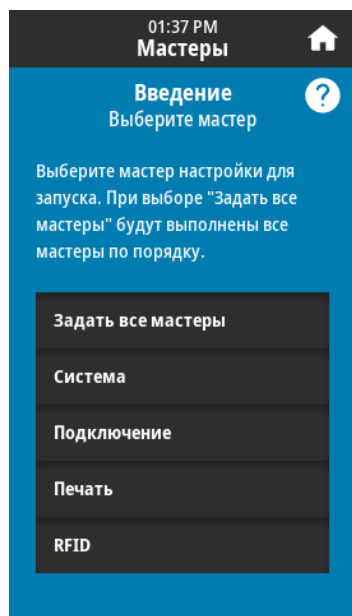 01:37 PM
Мастеры
Введение
Выберите мастер
?
Выберите мастер настройки для
запуска. При выборе "Задать все
мастеры" будут выполнены все
мастеры по порядку.
Задать все мастеры
Система
Подключение
Печать
RFID